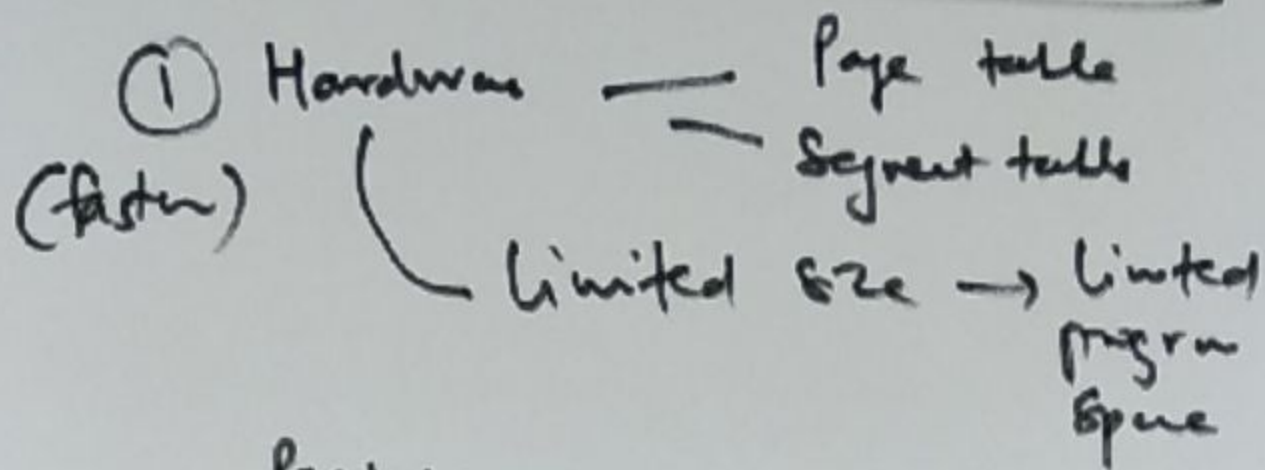 ① Hardware — Page table
— Segment table
(faster)
limited size → limited
program
space